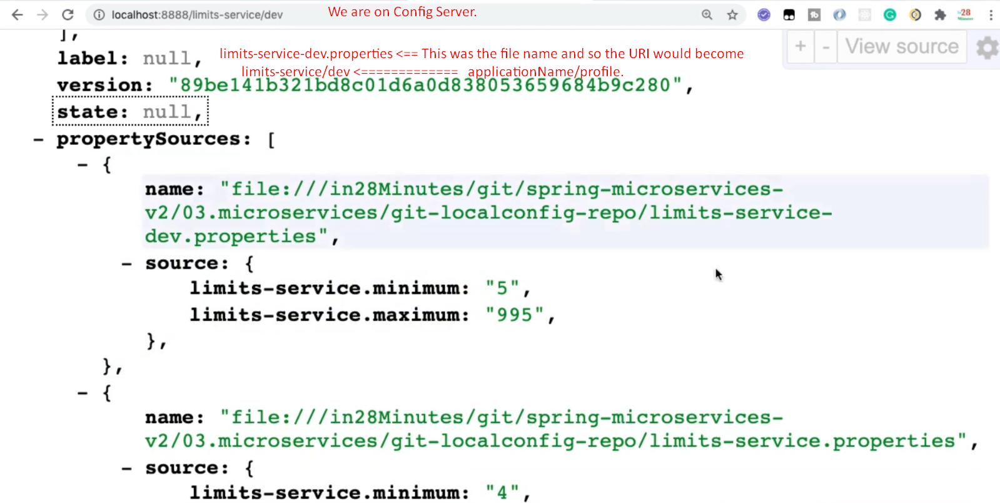 localhost:8888/limits-service/dev
We are on Config Server.
],
+ - View source
label: null,
limits-service-dev.properties <== This was the file name and so the URI would become
limits-service/dev <============= applicationName/profile.
version: "89be141b321bd8c01d6a0d838053659684b9c280",
state: null,
- propertySources: [
- {
name: "file:///in28Minutes/git/spring-microservices-
v2/03.microservices/git-localconfig-repo/limits-service-
dev.properties",
- source: {
limits-service.minimum: "5",
limits-service.maximum: "995",
},
},
- {
name: "file:///in28Minutes/git/spring-microservices-
v2/03.microservices/git-localconfig-repo/limits-service.properties",
- source: {
limits-service.minimum: "4",